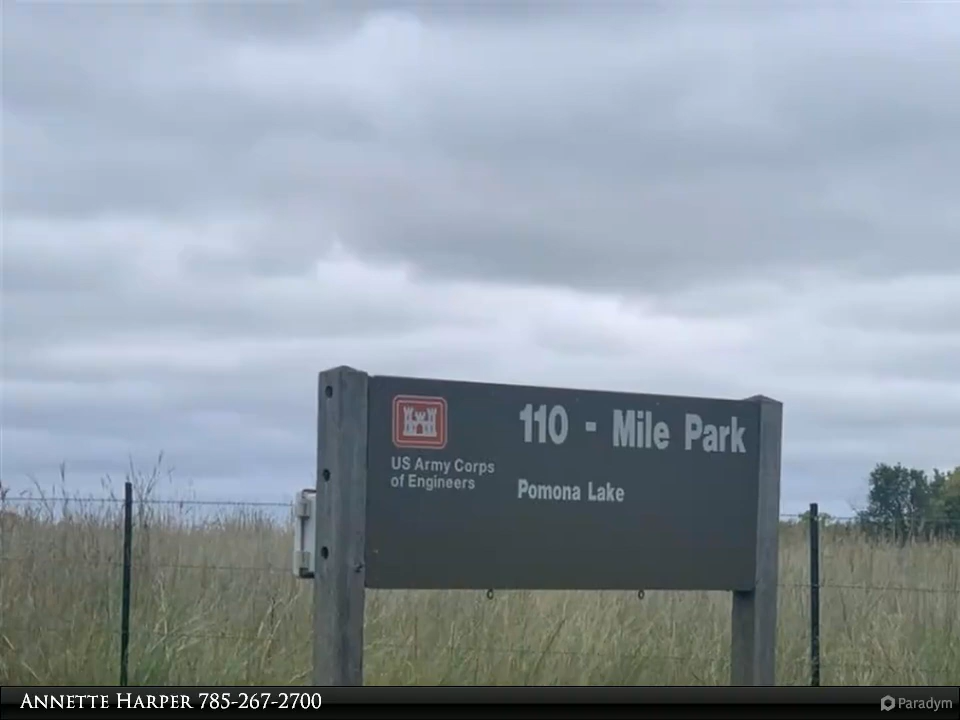 110 - Mile Park
US Army Corps
of Engineers
Pomona Lake
Annette Harper 785-267-2700
Paradym